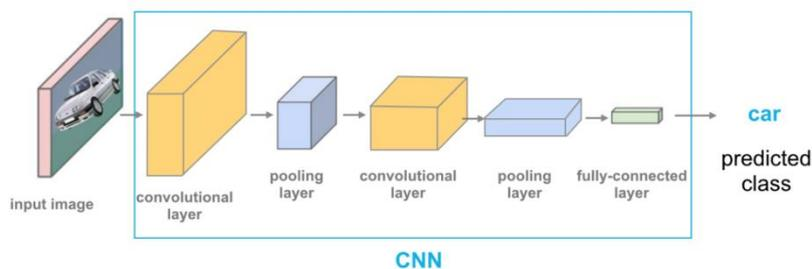 input image
convolutional
layer
pooling
layer
convolutional
layer
pooling
layer
fully-connected
layer
car
predicted
class
CNN